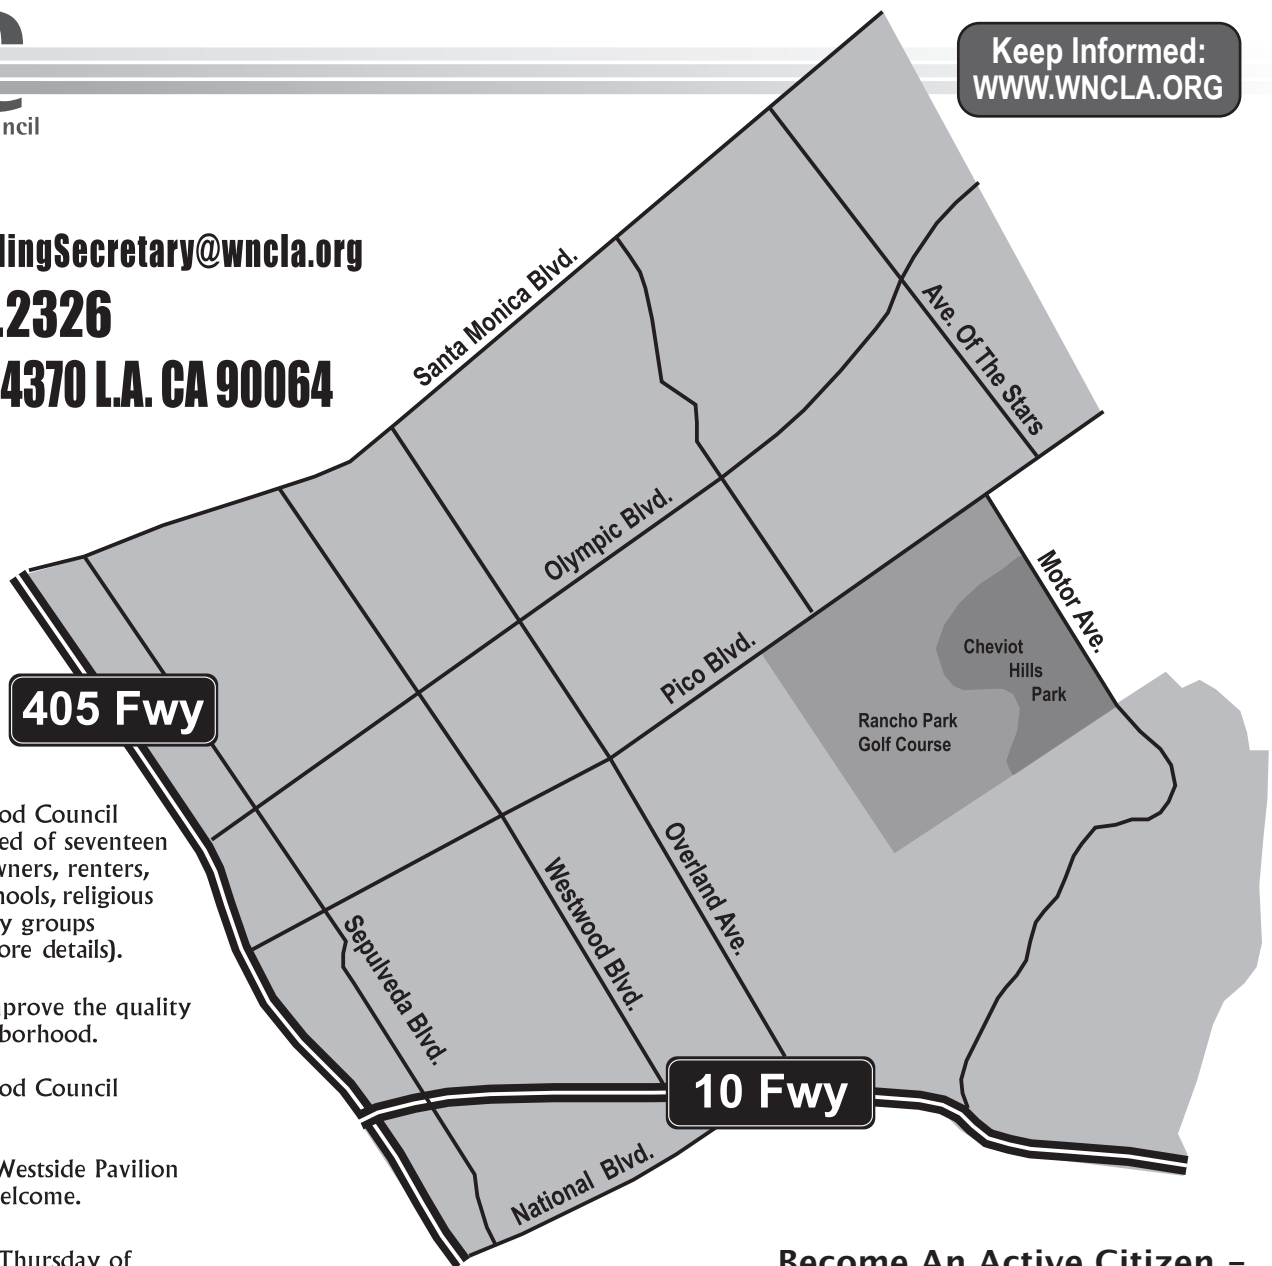 Keep Informed:
WWW.WNCLA.ORG
ncil
dingSecretary@wncla.org
.2326
4370 L.A. CA 90064
Santa Monica Blvd.
Ave. Of The Stars
Olympic Blvd.
Motor Ave.
Pico Blvd.
Cheviot
Hills
Park
Rancho Park
Golf Course
405 Fwy
od Council
ed of seventeen
wners, renters,
hools, religious
y groups
ore details).
Overland Ave.
Westwood Blvd.
Sepulveda Blvd.
prove the quality
borhood.
od Council
10 Fwy
National Blvd.
Westside Pavilion
elcome.
Thursday of
Become An Active Citizen –